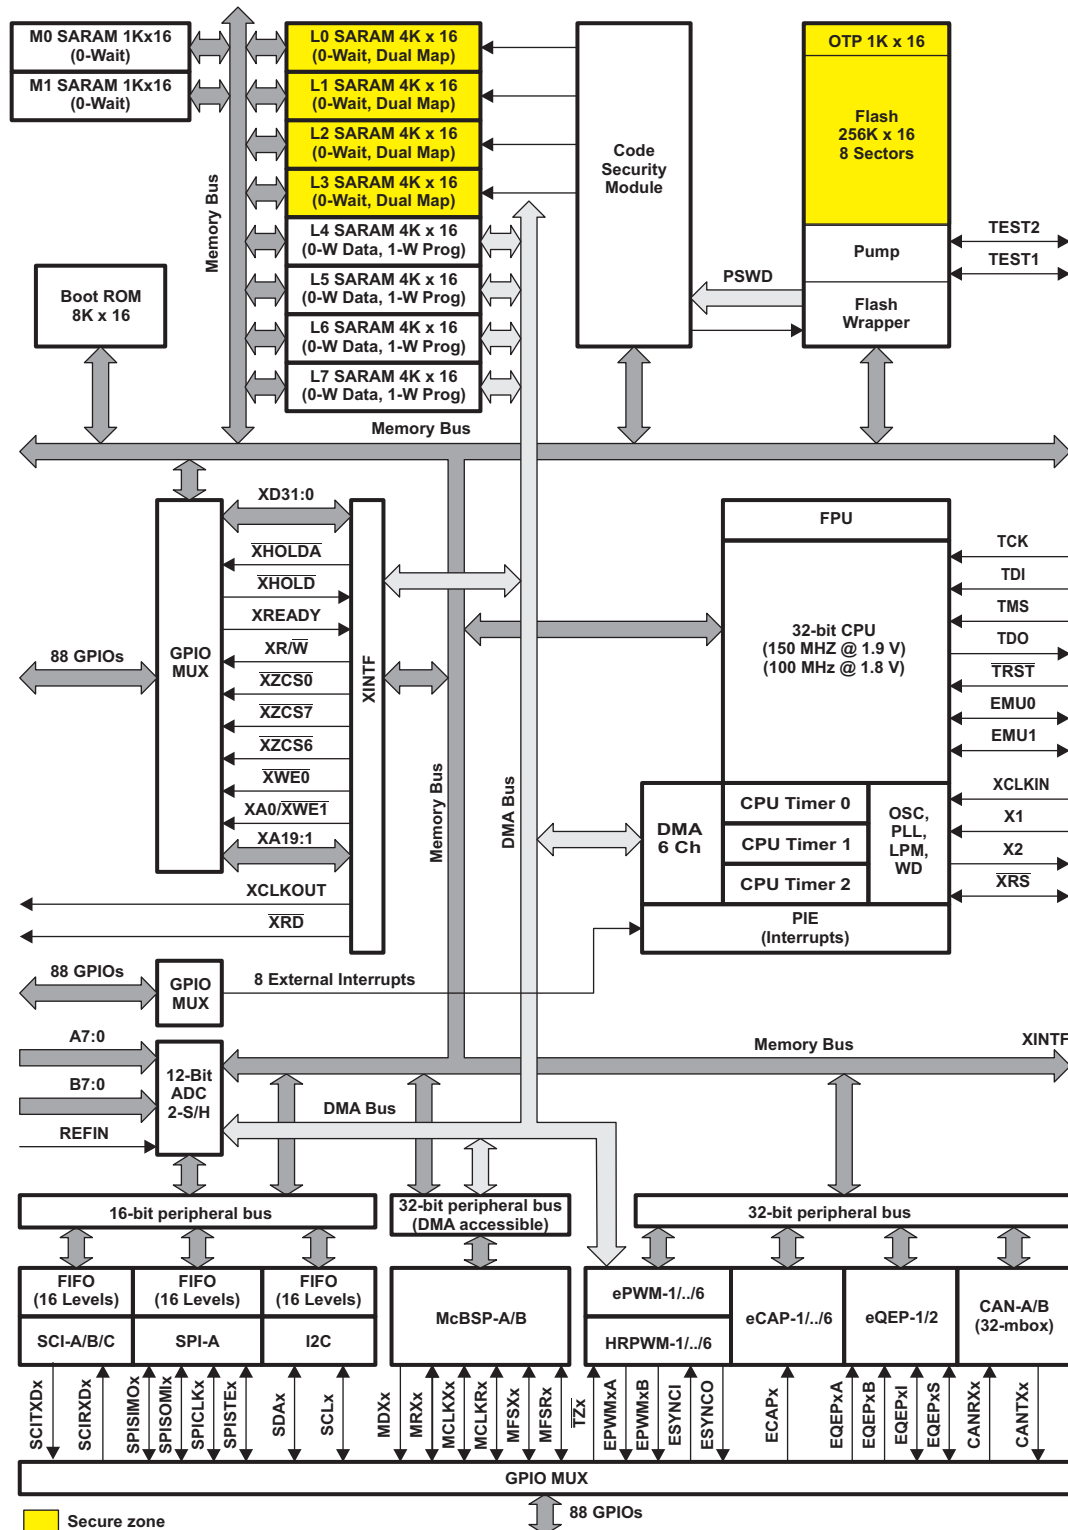 M0 SARAM 1Kx16
(0-Wait)
M1 SARAM 1Kx16
(0-Wait)
L0 SARAM 4K x 16
(0-Wait, Dual Map)
L1 SARAM 4K x 16
(0-Wait, Dual Map)
L2 SARAM 4K x 16
(0-Wait, Dual Map)
L3 SARAM 4K x 16
(0-Wait, Dual Map)
L4 SARAM 4K x 16
(0-W Data, 1-W Prog)
L5 SARAM 4K x 16
(0-W Data, 1-W Prog)
L6 SARAM 4K x 16
(0-W Data, 1-W Prog)
L7 SARAM 4K x 16
(0-W Data, 1-W Prog)
Memory Bus
Boot ROM
8K x 16
Code
Security
Module
OTP 1K x 16
Flash
256K x 16
8 Sectors
Pump
Flash
Wrapper
PSWD
TEST2
TEST1
Memory Bus
88 GPIOs
GPIO
MUX
XD31:0
XHOLDA
XHOLD
XREADY
XR/W
XZCS0
XZCS7
XZCS6
XWE0
XA0/XWE1
XA19:1
XCLKOUT
XRD
XINTF
Memory Bus
DMA Bus
FPU
32-bit CPU
(150 MHZ @ 1.9 V)
(100 MHz @ 1.8 V)
DMA
6 Ch
CPU Timer 0
CPU Timer 1
CPU Timer 2
OSC,
PLL,
LPM,
WD
PIE
(Interrupts)
TCK
TDI
TMS
TDO
TRST
EMU0
EMU1
XCLKIN
X1
X2
XRS
88 GPIOs
GPIO
MUX
8 External Interrupts
A7:0
B7:0
REFIN
12-Bit
ADC
2-S/H
Memory Bus
XINTF
DMA Bus
16-bit peripheral bus
32-bit peripheral bus
(DMA accessible)
32-bit peripheral bus
FIFO
(16 Levels)
SCI-A/B/C
FIFO
(16 Levels)
SPI-A
FIFO
(16 Levels)
I2C
McBSP-A/B
ePWM-1/../6
HRPWM-1/../6
eCAP-1/../6
eQEP-1/2
CAN-A/B
(32-mbox)
SCITXDx
SCIRXDx
SPISIMOx
SPISOMIx
SPICLKx
SPISTEx
SDAx
SCLx
MDXx
MRXx
MCLKXx
MCLKRx
MFSXx
MFSRx
TZx
EPWMxA
EPWMxB
ESYNCI
ESYNCO
ECAPx
EQEPxA
EQEPxB
EQEPxI
EQEPxS
CANRXx
CANTXx
GPIO MUX
88 GPIOs
Secure zone